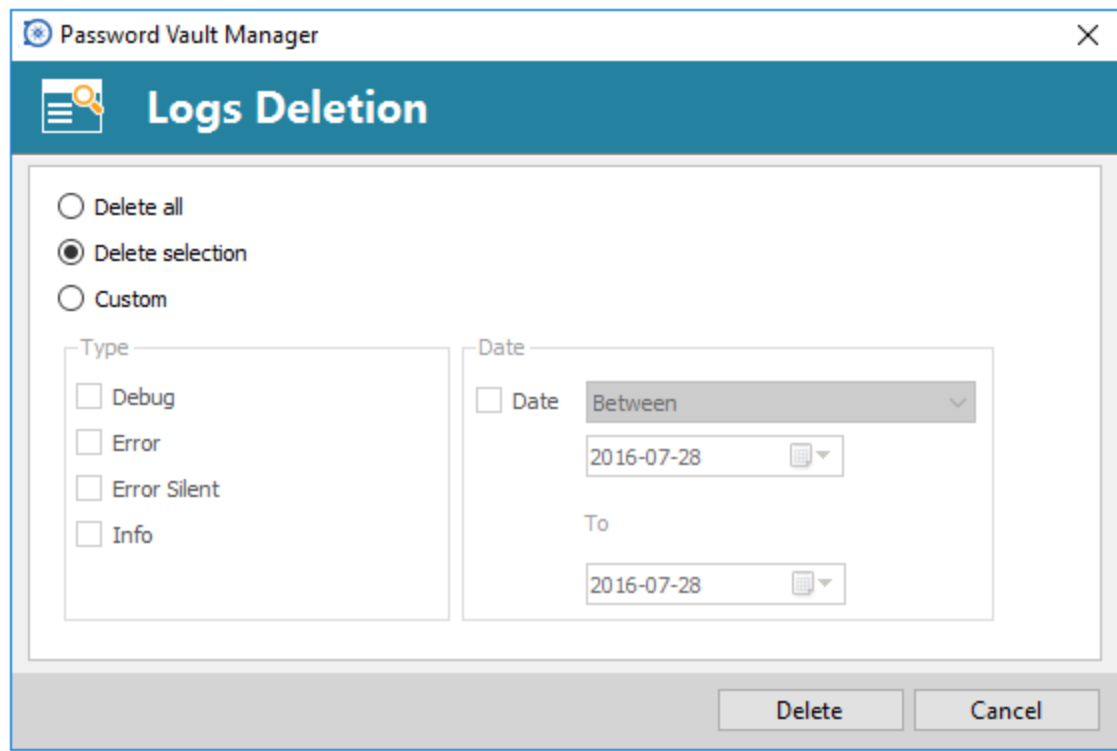 Password Vault Manager
Logs Deletion
Delete all
Delete selection
Custom
Type
Debug
Error
Error Silent
Info
Date
Date Between
2016-07-28
To
2016-07-28
Delete Cancel